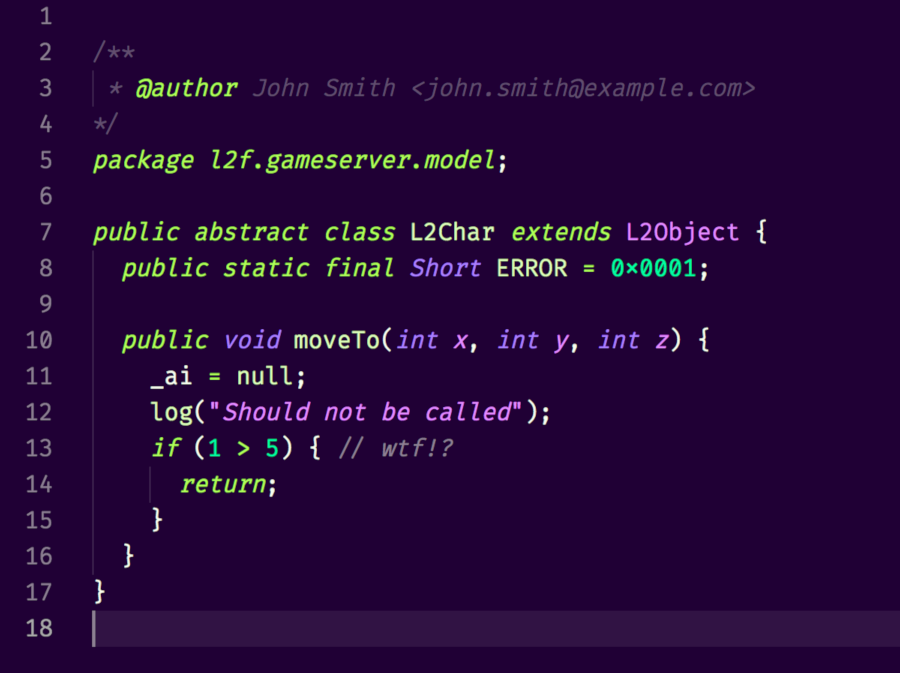 1
2 /**
3  * @author John Smith <john.smith@example.com>
4 */
5 package l2f.gameserver.model;
6
7 public abstract class L2Char extends L2Object {
8   public static final Short ERROR = 0x0001;
9
10   public void moveTo(int x, int y, int z) {
11     _ai = null;
12     log("Should not be called");
13     if (1 > 5) { // wtf!?
14       return;
15     }
16   }
17 }
18